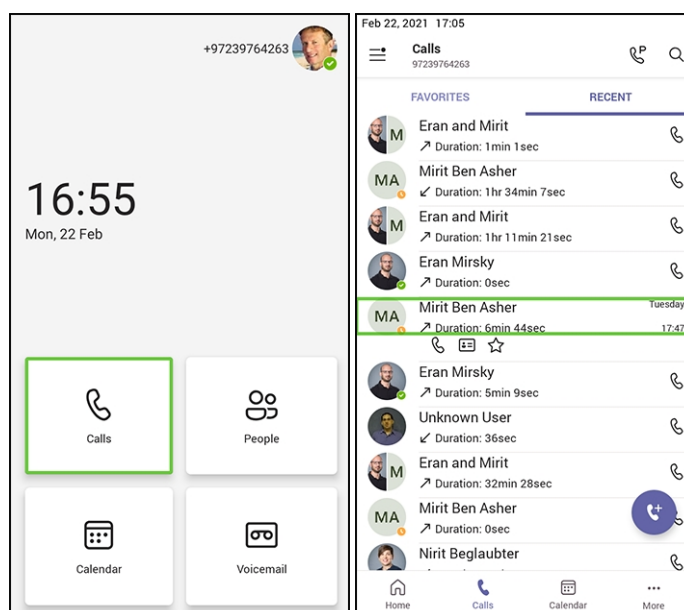 +97239764263
16:55
Mon, 22 Feb
Calls
People
Calendar
Voicemail
Feb 22, 2021 17:05
Calls
97239764263
P
FAVORITES
RECENT
M
Eran and Mirit
Duration: 1min 1sec
MA
Mirit Ben Asher
Duration: 1hr 34min 7sec
M
Eran and Mirit
Duration: 1hr 11min 21sec
Eran Mirsky
Duration: 0sec
MA
Mirit Ben Asher
Tuesday
Duration: 6min 44sec
17:47
Eran Mirsky
Duration: 5min 9sec
Unknown User
Duration: 36sec
M
Eran and Mirit
Duration: 32min 28sec
MA
Mirit Ben Asher
Duration: 0sec
Nirit Beglaubter
Home
Calls
Calendar
More